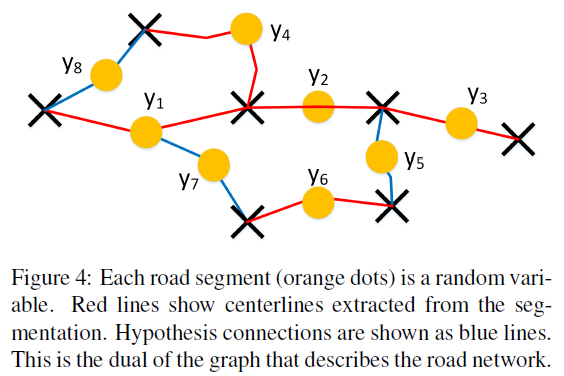 y4
y8
y2
y1
y3
y5
y7
y6
Figure 4: Each road segment (orange dots) is a random vari-
able. Red lines show centerlines extracted from the seg-
mentation. Hypothesis connections are shown as blue lines.
This is the dual of the graph that describes the road network.